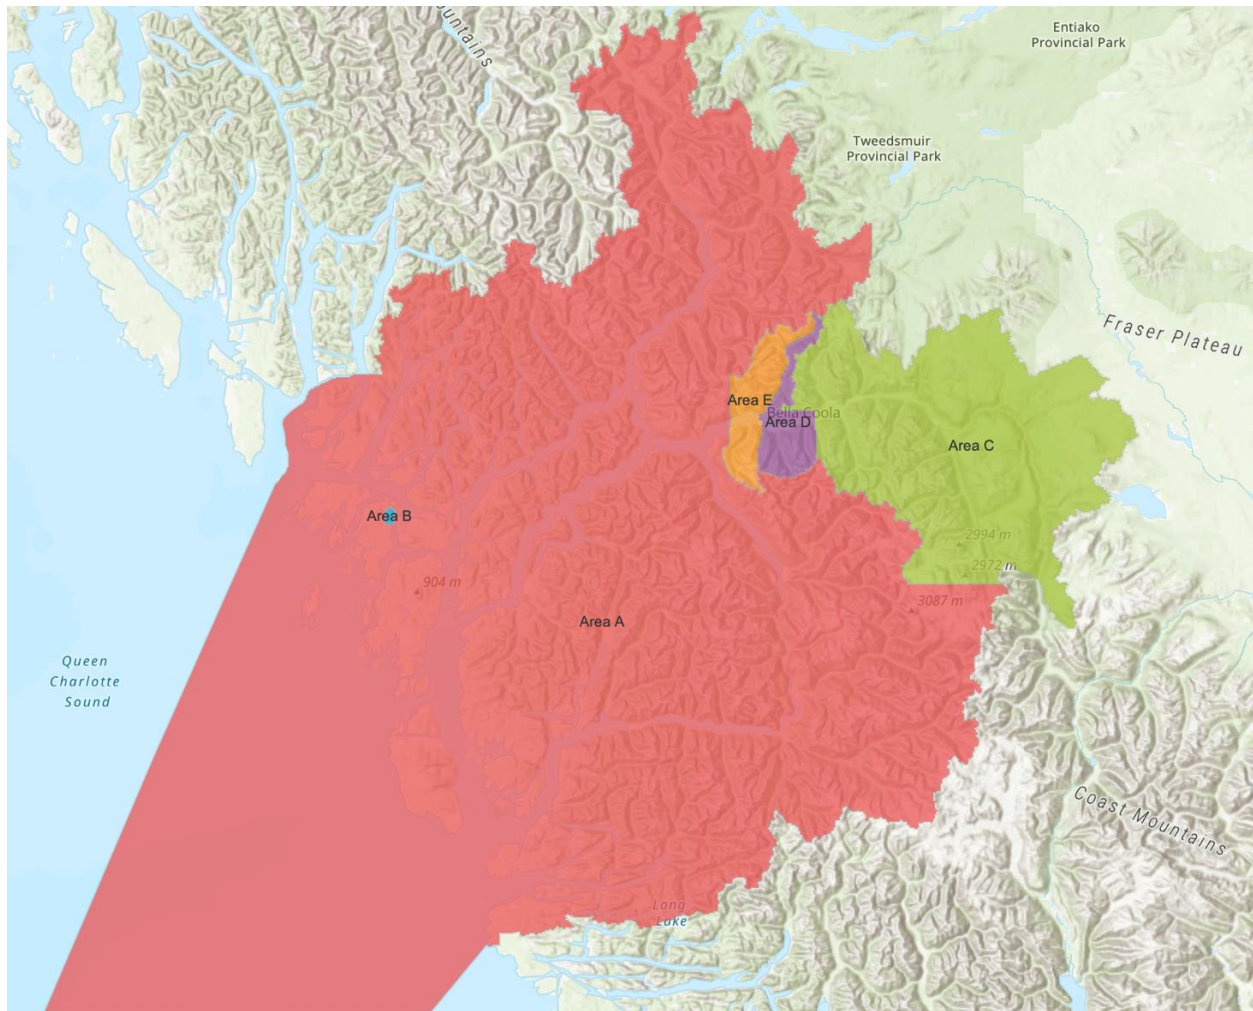 ountains
Entiako
Provincial Park
Tweedsmuir
Provincial Park
Fraser Plateau
Area E
Bella Coola
Area D
Area C
Area B
2994 m
2972 m
904 m
3087 m
Area A
Queen
Charlotte
Sound
Coast Mountains
Long
Lake